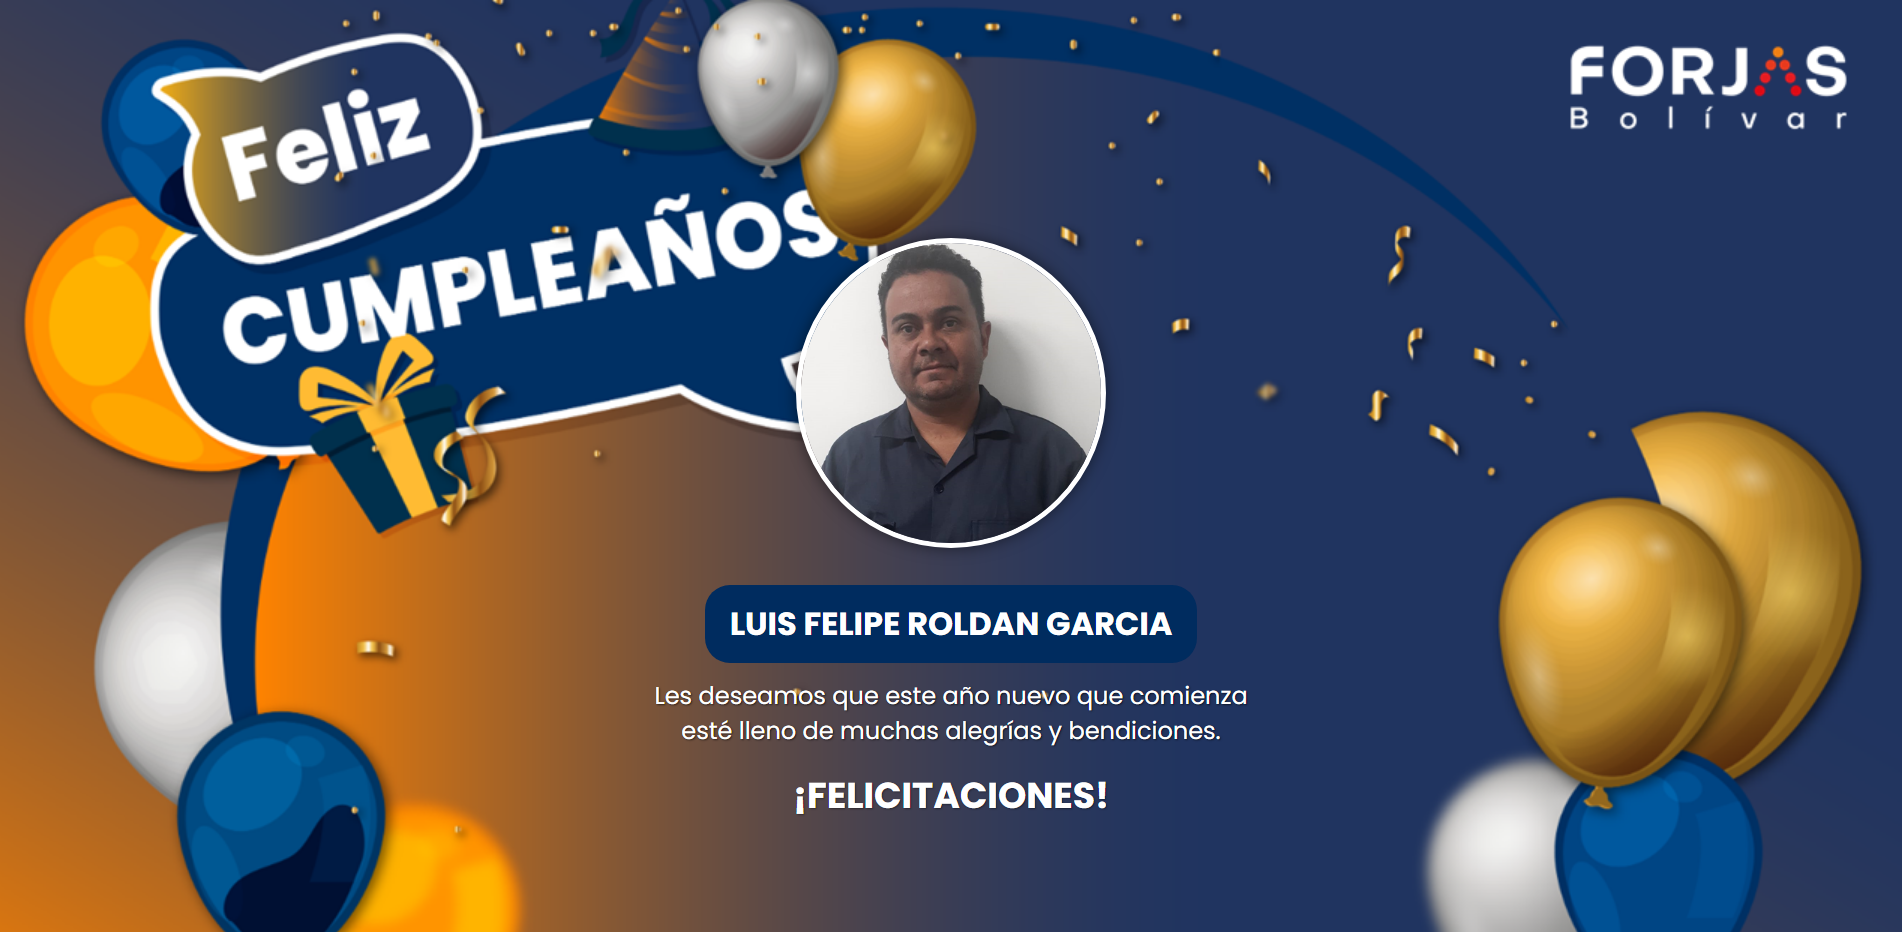 FORJAS
Bolívar
Feliz
CUMPLEAÑOS!
LUIS FELIPE ROLDAN GARCIA
Les deseamos que este año nuevo que comienza
esté lleno de muchas alegrías y bendiciones.
¡FELICITACIONES!